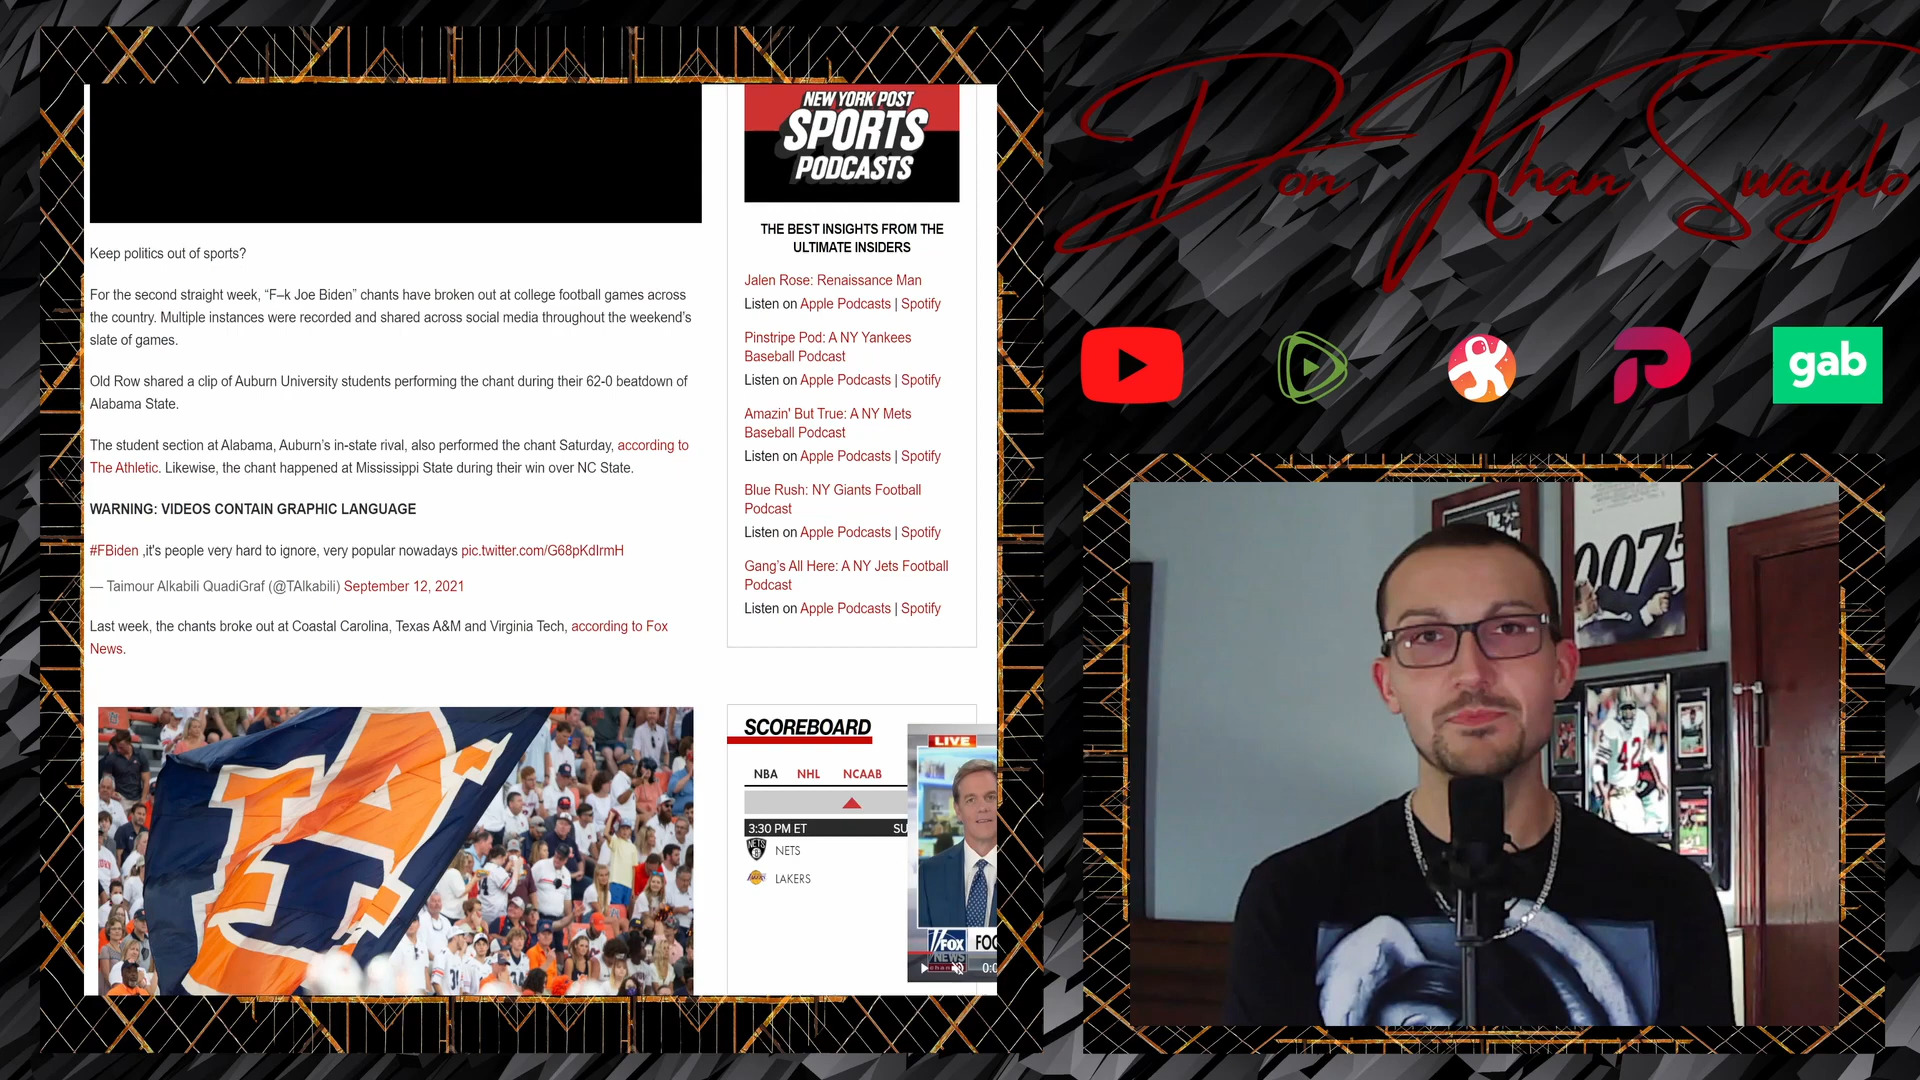 Keep politics out of sports?
For the second straight week, “F–k Joe Biden” chants have broken out at college football games across
the country. Multiple instances were recorded and shared across social media throughout the weekend’s
slate of games.
Old Row shared a clip of Auburn University students performing the chant during their 62-0 beatdown of
Alabama State.
The student section at Alabama, Auburn’s in-state rival, also performed the chant Saturday, according to
The Athletic. Likewise, the chant happened at Mississippi State during their win over NC State.
WARNING: VIDEOS CONTAIN GRAPHIC LANGUAGE
#FBiden ,it's people very hard to ignore, very popular nowadays pic.twitter.com/G68pKdIrmH
— Taimour Alkabili QuadiGraf (@TAlkabili) September 12, 2021
Last week, the chants broke out at Coastal Carolina, Texas A&M and Virginia Tech, according to Fox
News.
NEW YORK POST
SPORTS
PODCASTS
THE BEST INSIGHTS FROM THE
ULTIMATE INSIDERS
Jalen Rose: Renaissance Man
Listen on Apple Podcasts | Spotify
Pinstripe Pod: A NY Yankees
Baseball Podcast
Listen on Apple Podcasts | Spotify
Amazin' But True: A NY Mets
Baseball Podcast
Listen on Apple Podcasts | Spotify
Blue Rush: NY Giants Football
Podcast
Listen on Apple Podcasts | Spotify
Gang’s All Here: A NY Jets Football
Podcast
Listen on Apple Podcasts | Spotify
SCOREBOARD
NBA NHL NCAAB
3:30 PM ET SU
NETS
LAKERS
LIVE
FOX
NEWS
channel
FOO
0:0
Don Khan Swaylo
gab
007
42